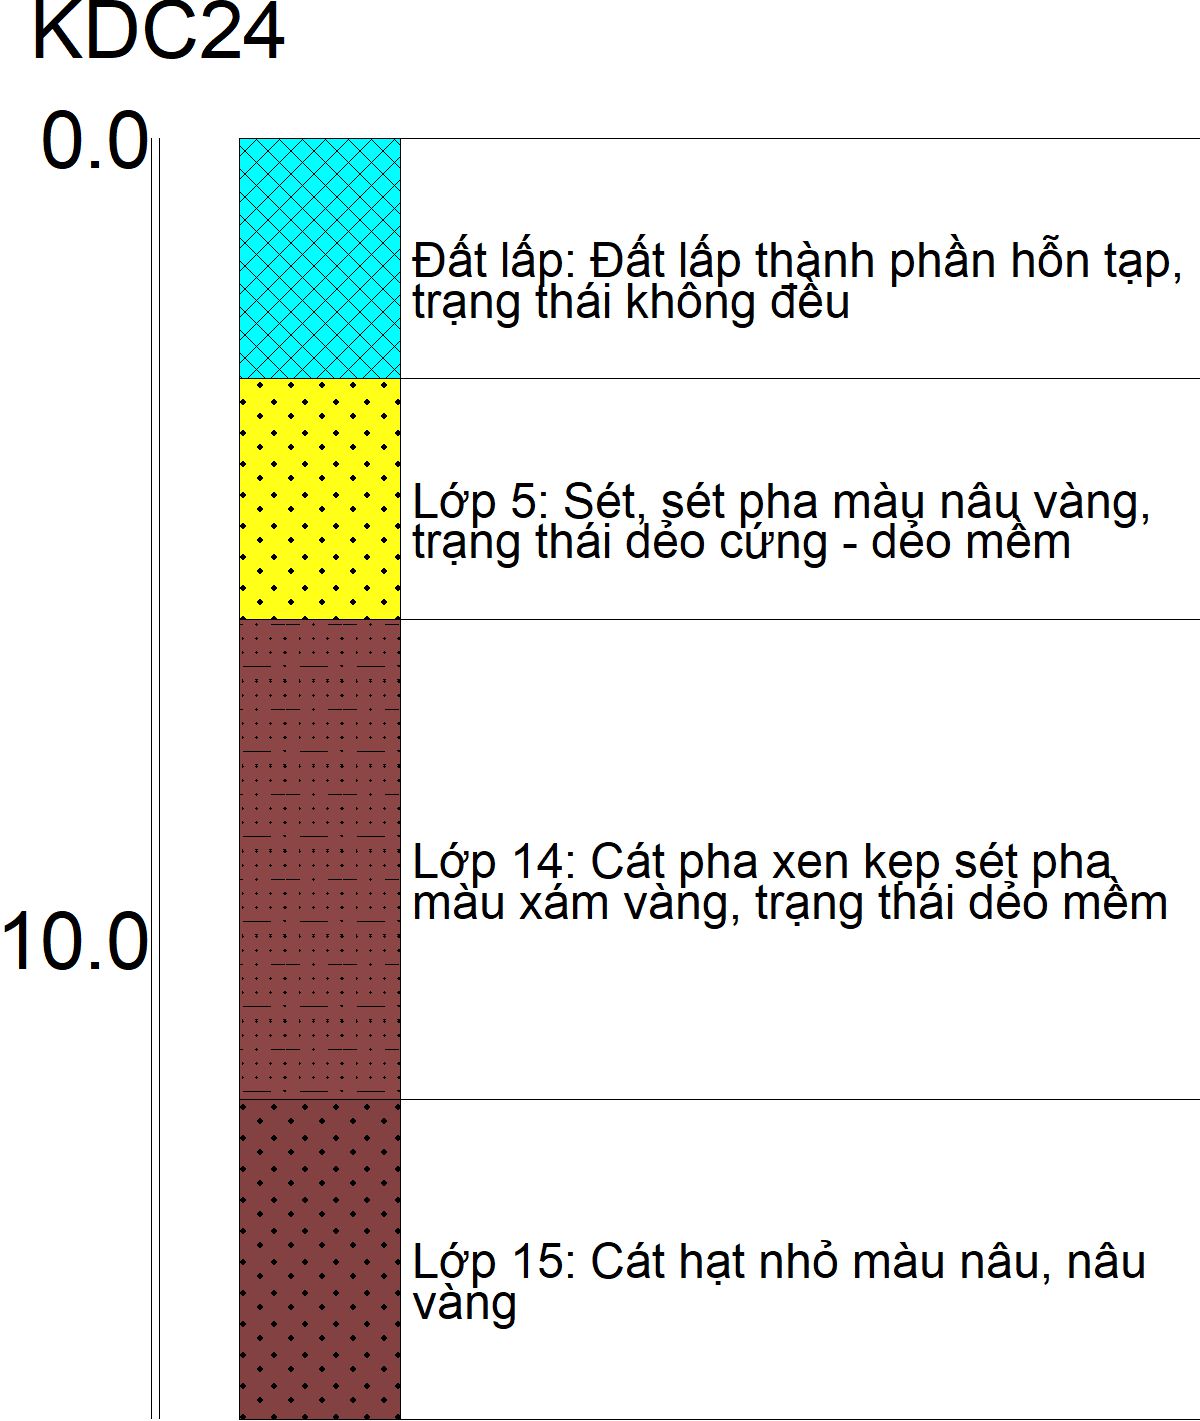 KDC24
0.0
Đất lấp: Đất lấp thành phần hỗn tạp,
trạng thái không đều
Lớp 5: Sét, sét pha màu nâu vàng,
trạng thái dẻo cứng - dẻo mềm
Lớp 14: Cát pha xen kẹp sét pha
màu xám vàng, trạng thái dẻo mềm
10.0
Lớp 15: Cát hạt nhỏ màu nâu, nâu
vàng